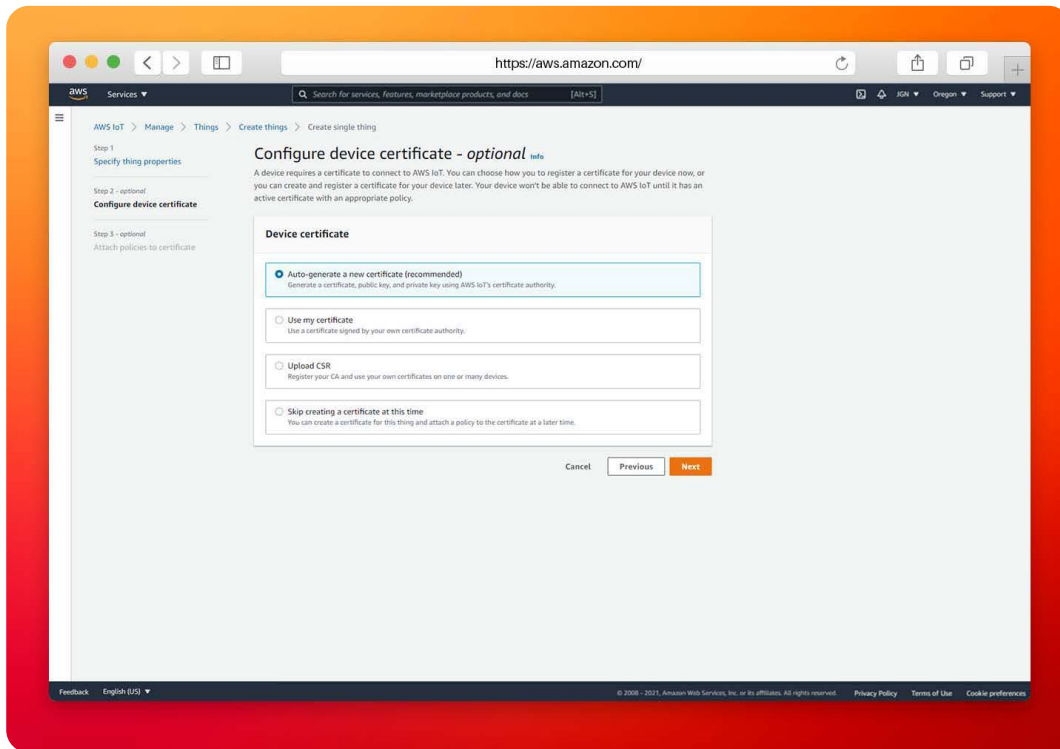 https://aws.amazon.com/
aws Services ▼ Search for services, features, marketplace products, and docs [Alt+S] JGN ▼ Oregon ▼ Support ▼
AWS IoT > Manage > Things > Create things > Create single thing
Step 1
Specify thing properties
Step 2 - optional
Configure device certificate
Step 3 - optional
Attach policies to certificate
Configure device certificate - optional Info
A device requires a certificate to connect to AWS IoT. You can choose how you to register a certificate for your device now, or
you can create and register a certificate for your device later. Your device won't be able to connect to AWS IoT until it has an
active certificate with an appropriate policy.
Device certificate
Auto-generate a new certificate (recommended)
Generate a certificate, public key, and private key using AWS IoT's certificate authority.
Use my certificate
Use a certificate signed by your own certificate authority.
Upload CSR
Register your CA and use your own certificates on one or many devices.
Skip creating a certificate at this time
You can create a certificate for this thing and attach a policy to the certificate at a later time.
Cancel Previous Next
Feedback English (US) ▼ © 2008 - 2021, Amazon Web Services, Inc. or its affiliates. All rights reserved. Privacy Policy Terms of Use Cookie preferences